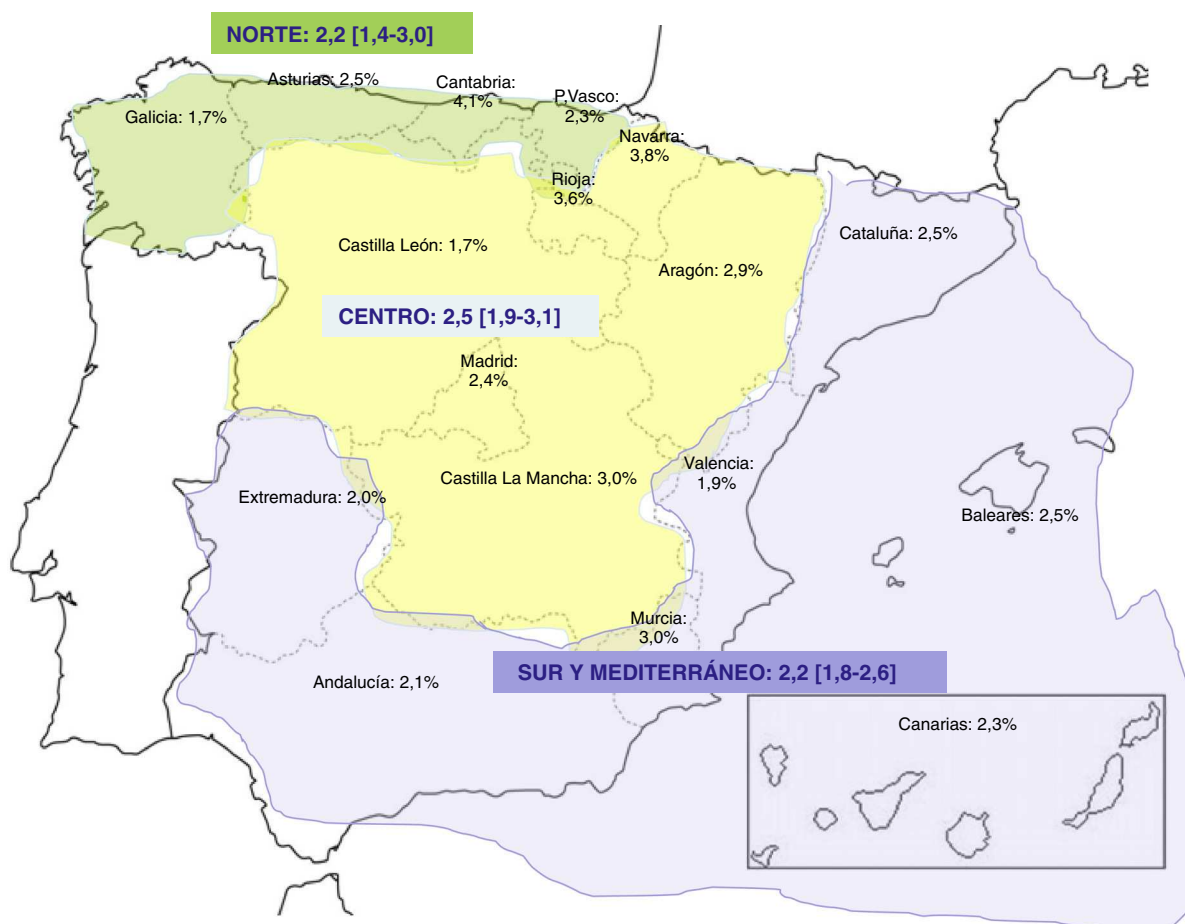 NORTE: 2,2 [1,4-3,0]
Asturias: 2,5%
Cantabria:
4,1%
P,Vasco:
2,3%
Galicia: 1,7%
Navarra:
3,8%
Rioja:
3,6%
Castilla León: 1,7%
Cataluña: 2,5%
Aragón: 2,9%
CENTRO: 2,5 [1,9-3,1]
Madrid:
2,4%
Castilla La Mancha: 3,0%
Valencia:
1,9%
Extremadura: 2,0%
Baleares: 2,5%
Murcia:
3,0%
SUR Y MEDITERRÁNEO: 2,2 [1,8-2,6]
Andalucía: 2,1%
Canarias: 2,3%